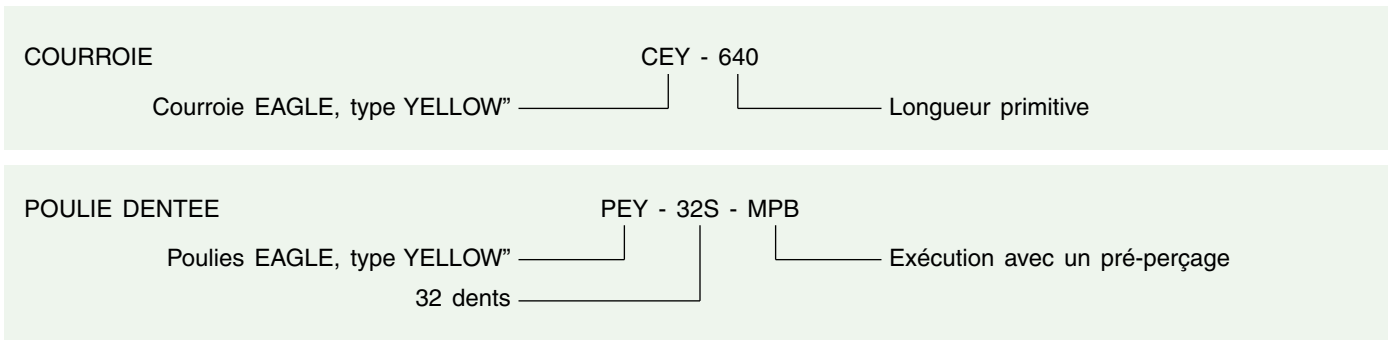 COURROIE CEY - 640
Courroie EAGLE, type YELLOW” Longueur primitive
POULIE DENTEE PEY - 32S - MPB
Poulies EAGLE, type YELLOW” Exécution avec un pré-perçage
32 dents